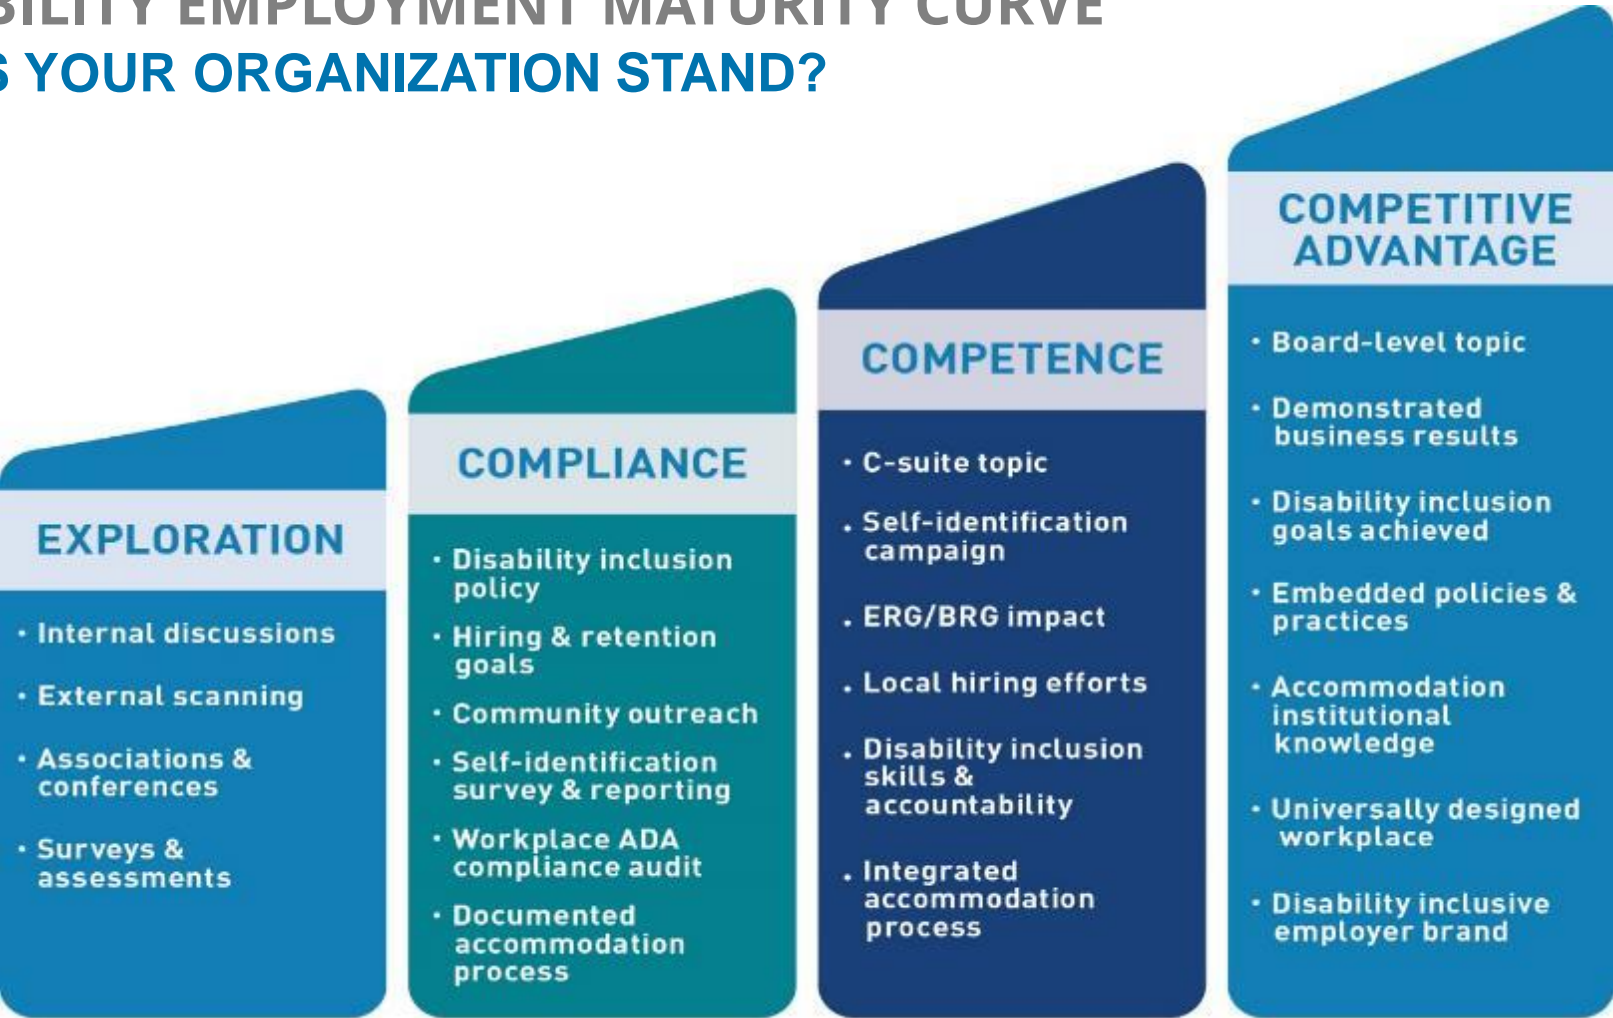 BILITY EMPLOYMENT MATURITY CURVE
S YOUR ORGANIZATION STAND?
EXPLORATION
· Internal discussions
· External scanning
· Associations &
conferences
· Surveys &
assessments
COMPLIANCE
· Disability inclusion
policy
· Hiring & retention
goals
· Community outreach
· Self-identification
survey & reporting
· Workplace ADA
compliance audit
· Documented
accommodation
process
COMPETENCE
· C-suite topic
. Self-identification
campaign
. ERG/BRG impact
. Local hiring efforts
. Disability inclusion
skills &
accountability
. Integrated
accommodation
process
COMPETITIVE
ADVANTAGE
· Board-level topic
· Demonstrated
business results
· Disability inclusion
goals achieved
· Embedded policies &
practices
· Accommodation
institutional
knowledge
· Universally designed
workplace
· Disability inclusive
employer brand